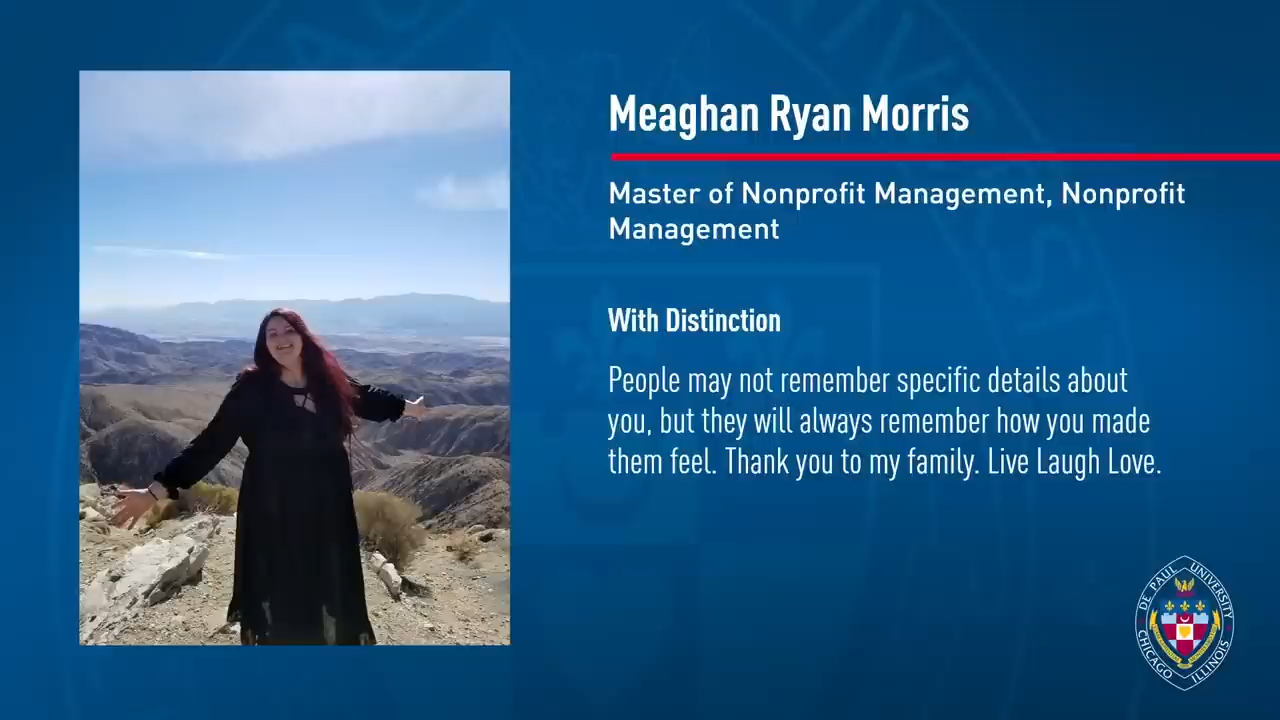 Meaghan Ryan Morris
Master of Nonprofit Management, Nonprofit
Management
With Distinction
People may not remember specific details about
you, but they will always remember how you made
them feel. Thank you to my family. Live Laugh Love.
DE PAUL UNIVERSITY
CHICAGO ILLINOIS